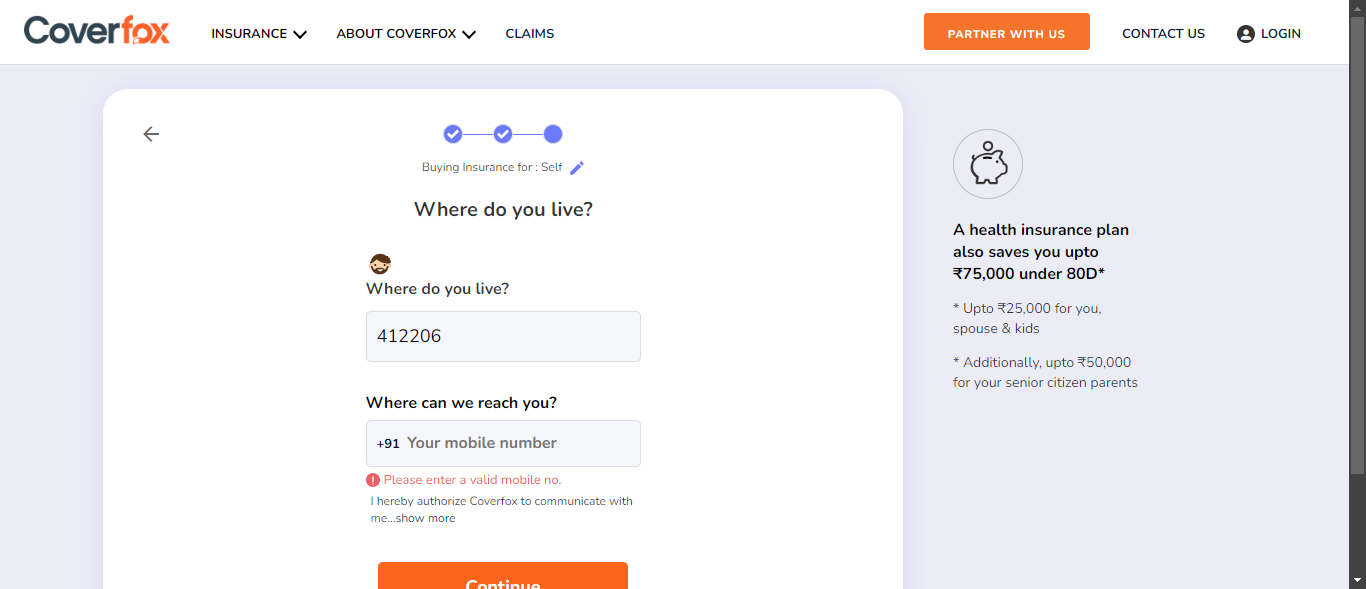 Coverfox
INSURANCE
ABOUT COVERFOX
CLAIMS
PARTNER WITH US
CONTACT US
LOGIN
Buying Insurance for : Self
Where do you live?
Where do you live?
412206
Where can we reach you?
+91 Your mobile number
Please enter a valid mobile no.
I hereby authorize Coverfox to communicate with
me...show more
Continue
A health insurance plan
also saves you upto
₹75,000 under 80D*
* Upto ₹25,000 for you,
spouse & kids
* Additionally, upto ₹50,000
for your senior citizen parents